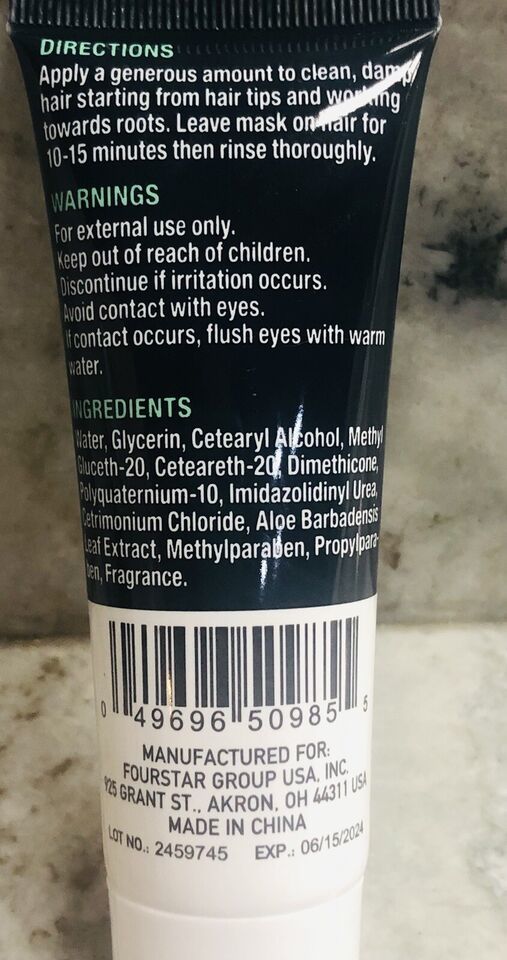 DIRECTIONS
Apply a generous amount to clean, damp
hair starting from hair tips and working
towards roots. Leave mask on hair for
10-15 minutes then rinse thoroughly.
WARNINGS
For external use only.
Keep out of reach of children.
Discontinue if irritation occurs.
Avoid contact with eyes.
If contact occurs, flush eyes with warm
water.
INGREDIENTS
Water, Glycerin, Cetearyl Alcohol, Methyl
Gluceth-20, Ceteareth-20, Dimethicone,
Polyquaternium-10, Imidazolidinyl Urea,
Cetrimonium Chloride, Aloe Barbadensis
Leaf Extract, Methylparaben, Propylpara-
ben, Fragrance.
0 49696 50985 5
MANUFACTURED FOR:
FOURSTAR GROUP USA, INC.
925 GRANT ST., AKRON, OH 44311 USA
MADE IN CHINA
LOT NO.: 2459745 EXP.: 06/15/2024